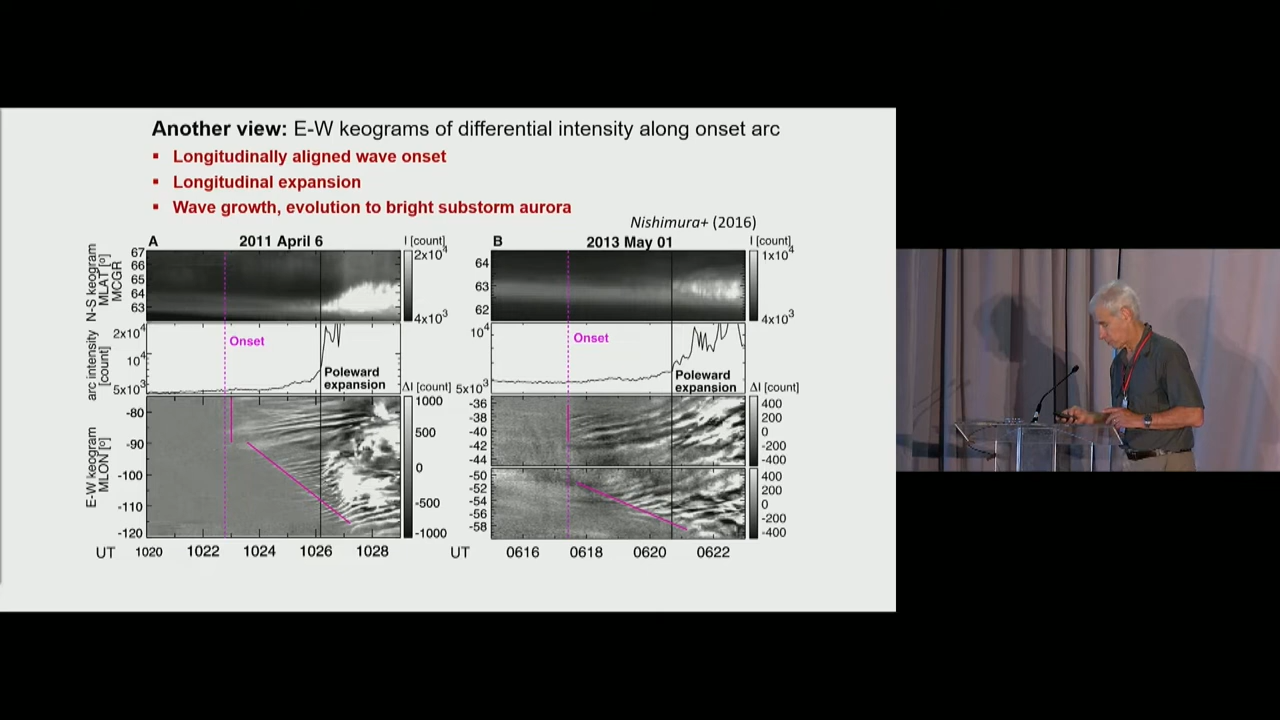 Another view: E-W keograms of differential intensity along onset arc
▪ Longitudinally aligned wave onset
▪ Longitudinal expansion
▪ Wave growth, evolution to bright substorm aurora
Nishimura+ (2016)
A 2011 April 6 I [count]
67
66
65
64
63
N-S keogram
MLAT [º]
MCGR
2x10⁴
4x10³
arc intensity
[count]
2x10⁴
10⁴
5x10³
Onset
Poleward
expansion
ΔI [count]
E-W keogram
MLON [º]
-80
-90
-100
-110
-120
1000
500
0
-500
-1000
UT 1020 1022 1024 1026 1028
B 2013 May 01 I [count]
64
63
62
1x10⁴
4x10³
10⁴
5x10³
Onset
Poleward
expansion
ΔI [count]
-36
-38
-40
-42
-44
400
200
0
-200
-400
-50
-52
-54
-56
-58
400
200
0
-200
-400
UT 0616 0618 0620 0622